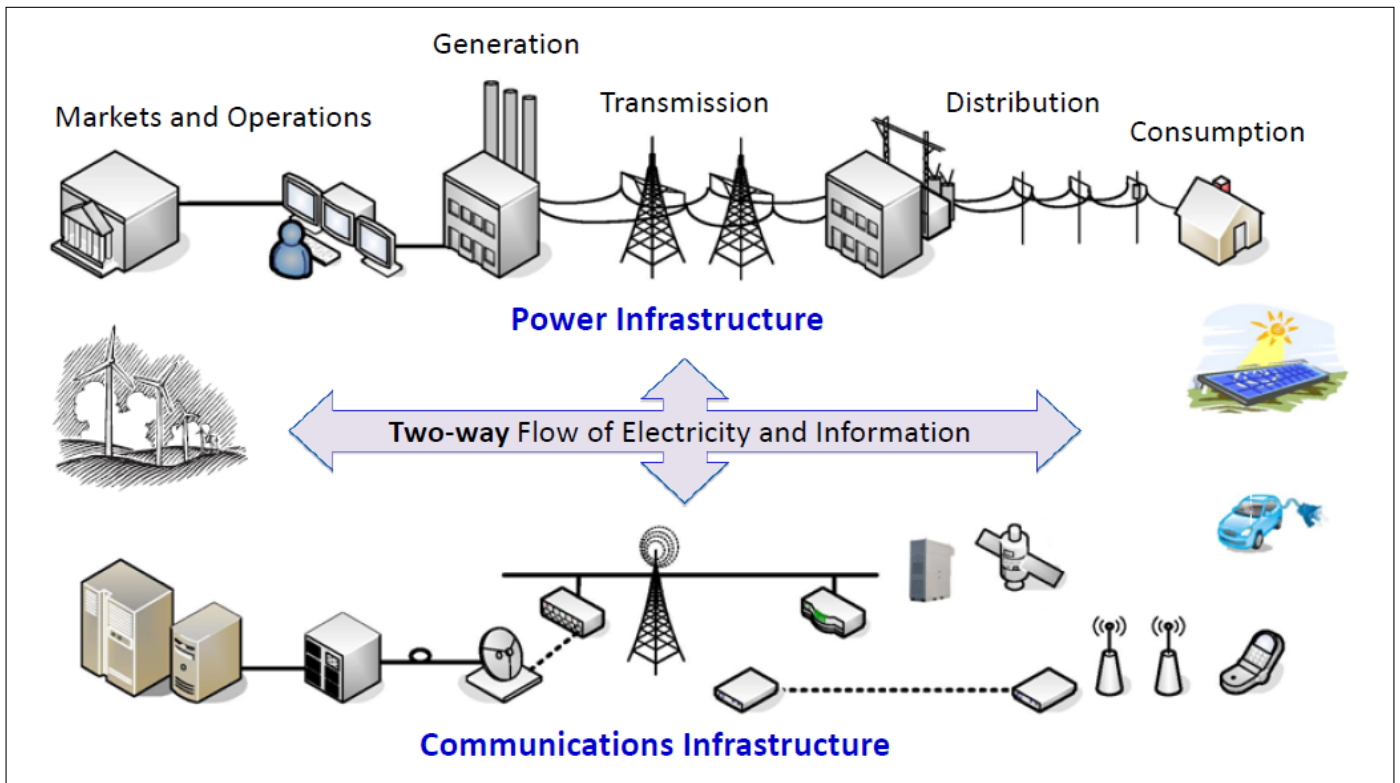 Generation
Markets and Operations
Transmission
Distribution
Consumption
Power Infrastructure
Two-way Flow of Electricity and Information
Communications Infrastructure